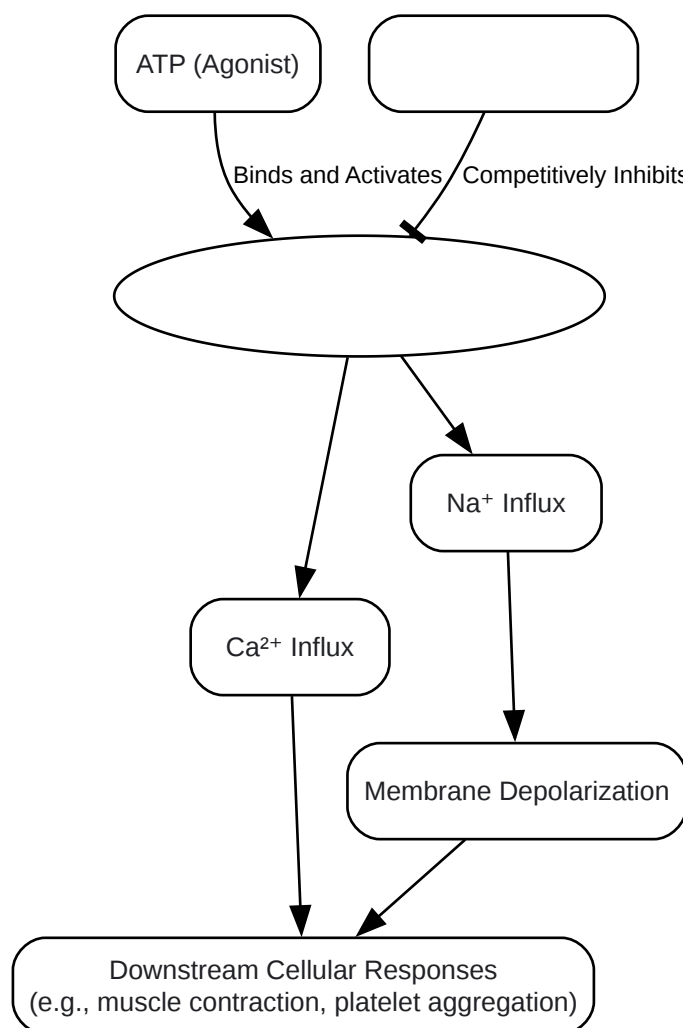 ATP (Agonist)
Binds and Activates
Competitively Inhibits
Na⁺ Influx
Ca²⁺ Influx
Membrane Depolarization
Downstream Cellular Responses
(e.g., muscle contraction, platelet aggregation)